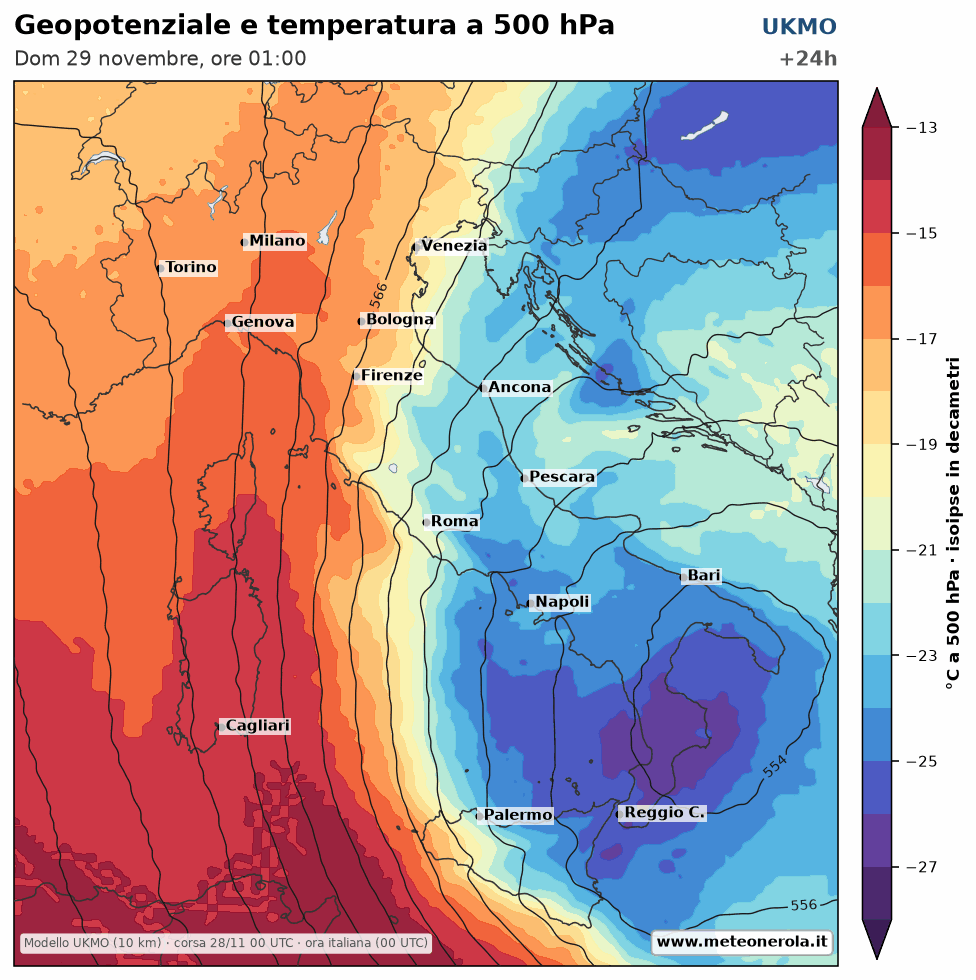 Geopotenziale e temperatura a 500 hPa
UKMO
Dom 29 novembre, ore 01:00
+24h
Milano
Venezia
Torino
566
Genova
Bologna
Firenze
Ancona
Pescara
Roma
Bari
Napoli
Cagliari
554
Palermo
Reggio C.
556
Modello UKMO (10 km) · corsa 28/11 00 UTC · ora italiana (00 UTC)
www.meteonerola.it
−13
−15
−17
−19
−21
−23
−25
−27
°C a 500 hPa · isoipse in decametri